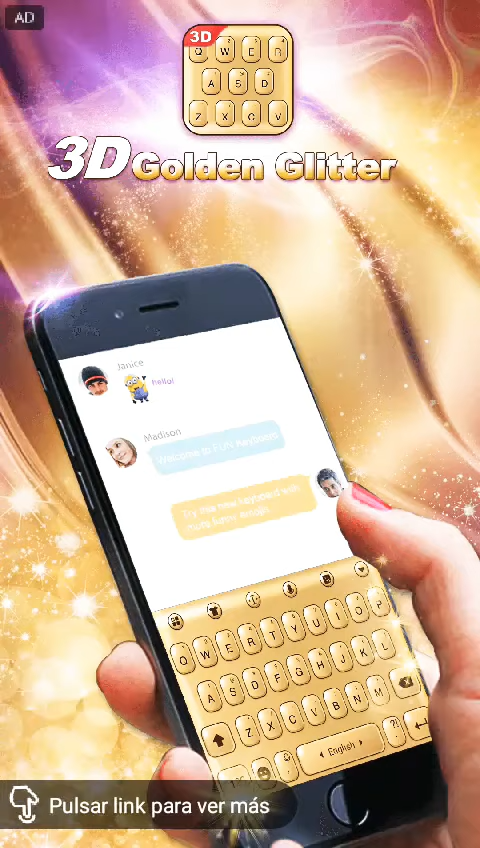 AD
3D
Q W E R
A S D
Z X C V
3D Golden Glitter
Janice
hello!
Madison
Welcome to FUN Keyboard
Try this new keyboard with
more funny emojis
Q W E R T Y U I O P
A S D F G H J K L
Z X C V B N M
English
Pulsar link para ver más